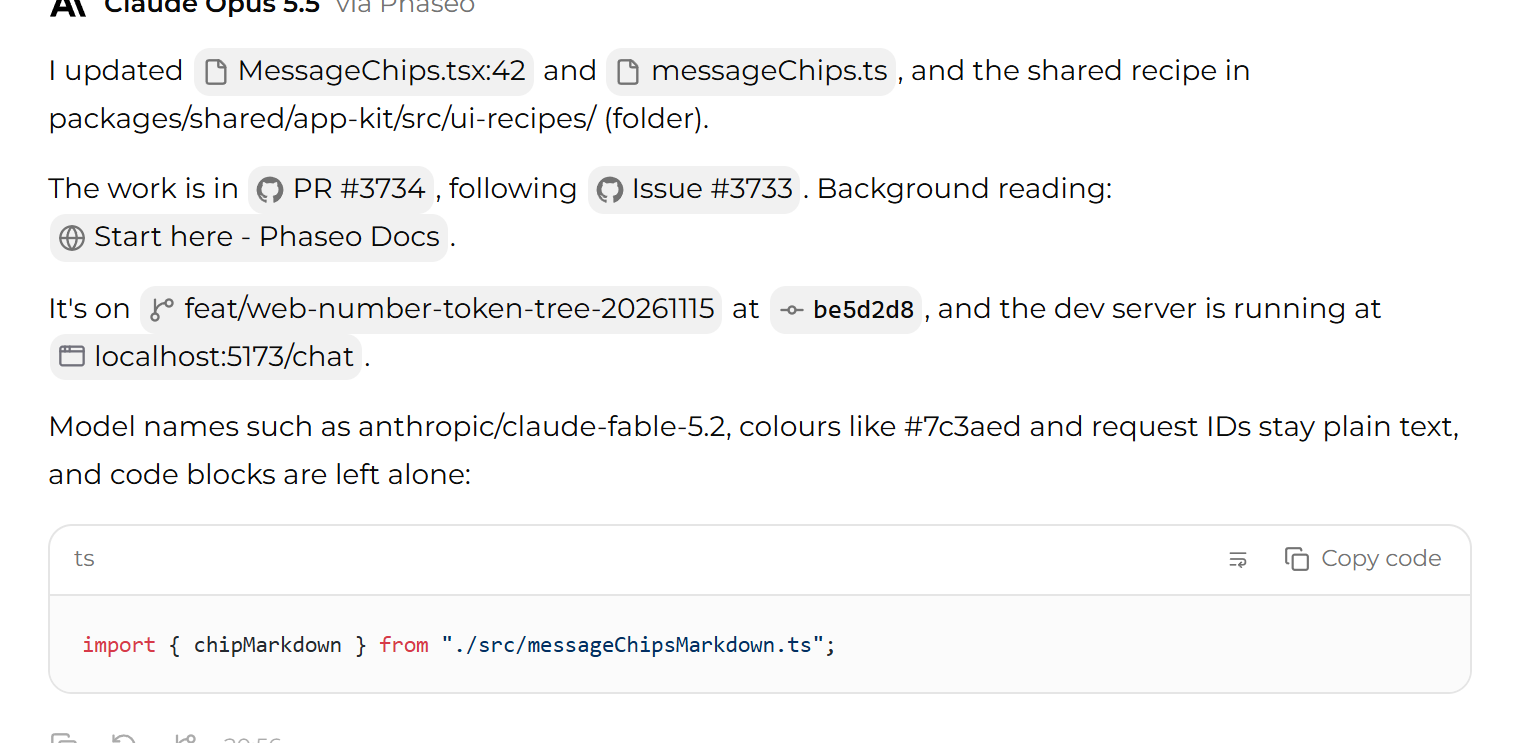 Claude Opus 5.5 via Phaseo
I updated MessageChips.tsx:42 and messageChips.ts, and the shared recipe in
packages/shared/app-kit/src/ui-recipes/ (folder).
The work is in PR #3734, following Issue #3733. Background reading:
Start here - Phaseo Docs.
It's on feat/web-number-token-tree-20261115 at be5d2d8, and the dev server is running at
localhost:5173/chat.
Model names such as anthropic/claude-fable-5.2, colours like #7c3aed and request IDs stay plain text,
and code blocks are left alone:
ts Copy code
import { chipMarkdown } from "./src/messageChipsMarkdown.ts";